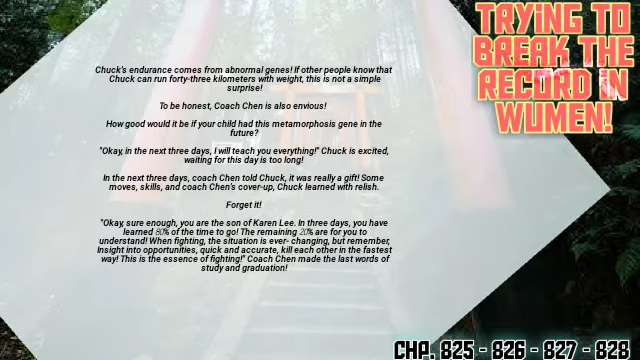 TRYING TO
BREAK THE
RECORD IN
WUMEN!
Chuck's endurance comes from abnormal genes! If other people know that
Chuck can run forty-three kilometers with weight, this is not a simple
surprise!
To be honest, Coach Chen is also envious!
How good would it be if your child had this metamorphosis gene in the
future?
"Okay, in the next three days, I will teach you everything!" Chuck is excited,
waiting for this day is too long!
In the next three days, coach Chen told Chuck, it was really a gift! Some
moves, skills, and coach Chen's cover-up, Chuck learned with relish.
Forget it!
"Okay, sure enough, you are the son of Karen Lee. In three days, you have
learned 80% of the time to go! The remaining 20% are for you to
understand! When fighting, the situation is ever- changing, but remember,
Insight into opportunities, quick and accurate, kill each other in the fastest
way! This is the essence of fighting!" Coach Chen made the last words of
study and graduation!
CHP. 825 - 826 - 827 - 828